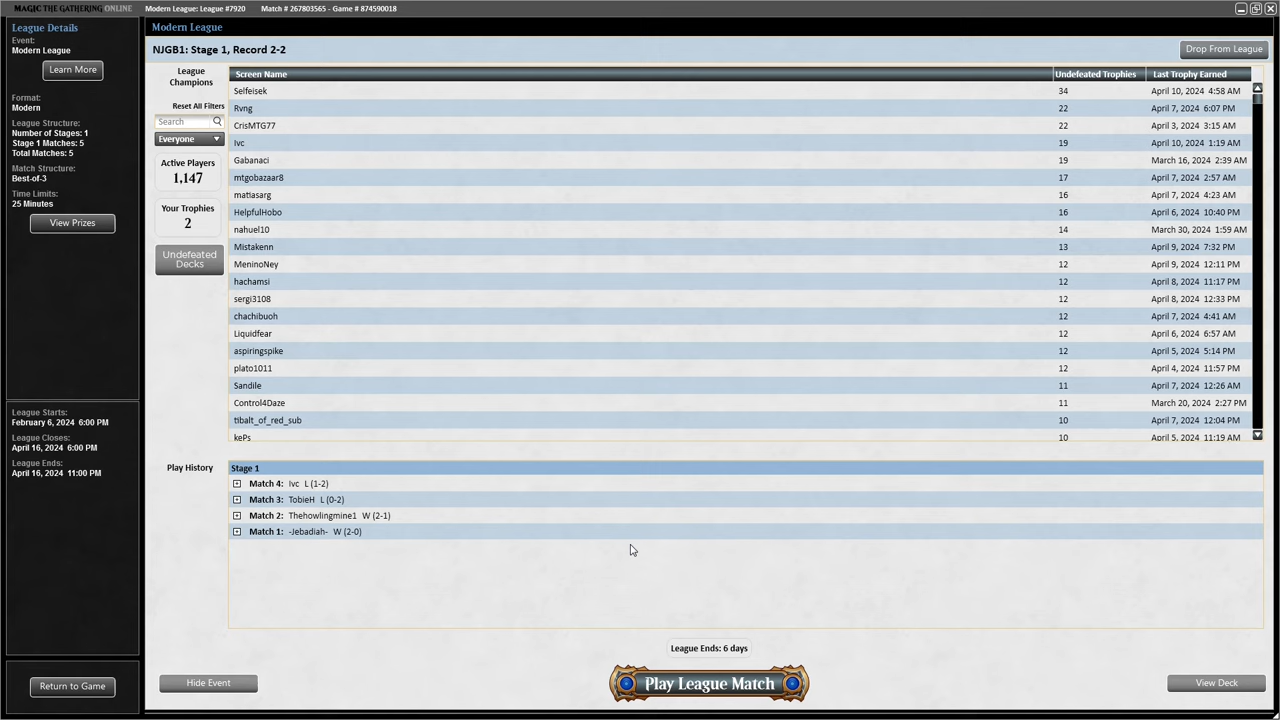 MAGIC THE GATHERING ONLINE
Modern League: League #7920
Match # 267803565 - Game # 874590018
League Details
Event:
Modern League
Learn More
Format:
Modern
League Structure:
Number of Stages: 1
Stage 1 Matches: 5
Total Matches: 5
Match Structure:
Best-of-3
Time Limits:
25 Minutes
View Prizes
League Starts:
February 6, 2024 6:00 PM
League Closes:
April 16, 2024 6:00 PM
League Ends:
April 16, 2024 11:00 PM
Return to Game
Modern League
NJGB1: Stage 1, Record 2-2
Drop From League
League
Champions
Reset All Filters
Search
Everyone
Active Players
1,147
Your Trophies
2
Undefeated
Decks
Screen Name Undefeated Trophies Last Trophy Earned
Selfeisek 34 April 10, 2024 4:58 AM
Rvng 22 April 7, 2024 6:07 PM
CrisMTG77 22 April 3, 2024 3:15 AM
Ivc 19 April 10, 2024 1:19 AM
Gabanaci 19 March 16, 2024 2:39 AM
mtgobazaar8 17 April 7, 2024 2:57 AM
matiasarg 16 April 7, 2024 4:23 AM
HelpfulHobo 16 April 6, 2024 10:40 PM
nahuel10 14 March 30, 2024 1:59 AM
Mistakenn 13 April 9, 2024 7:32 PM
MeninoNey 12 April 9, 2024 12:11 PM
hachamsi 12 April 8, 2024 11:17 PM
sergi3108 12 April 8, 2024 12:33 PM
chachibuoh 12 April 7, 2024 4:41 AM
Liquidfear 12 April 6, 2024 6:57 AM
aspiringspike 12 April 5, 2024 5:14 PM
plato1011 12 April 4, 2024 11:57 PM
Sandile 11 April 7, 2024 12:26 AM
Control4Daze 11 March 20, 2024 2:27 PM
tibalt_of_red_sub 10 April 7, 2024 12:04 PM
kePs 10 April 5, 2024 11:19 AM
Play History
Stage 1
Match 4: Ivc L (1-2)
Match 3: TobieH L (0-2)
Match 2: Thehowlingmine1 W (2-1)
Match 1: -Jebadiah- W (2-0)
League Ends: 6 days
Hide Event
Play League Match
View Deck